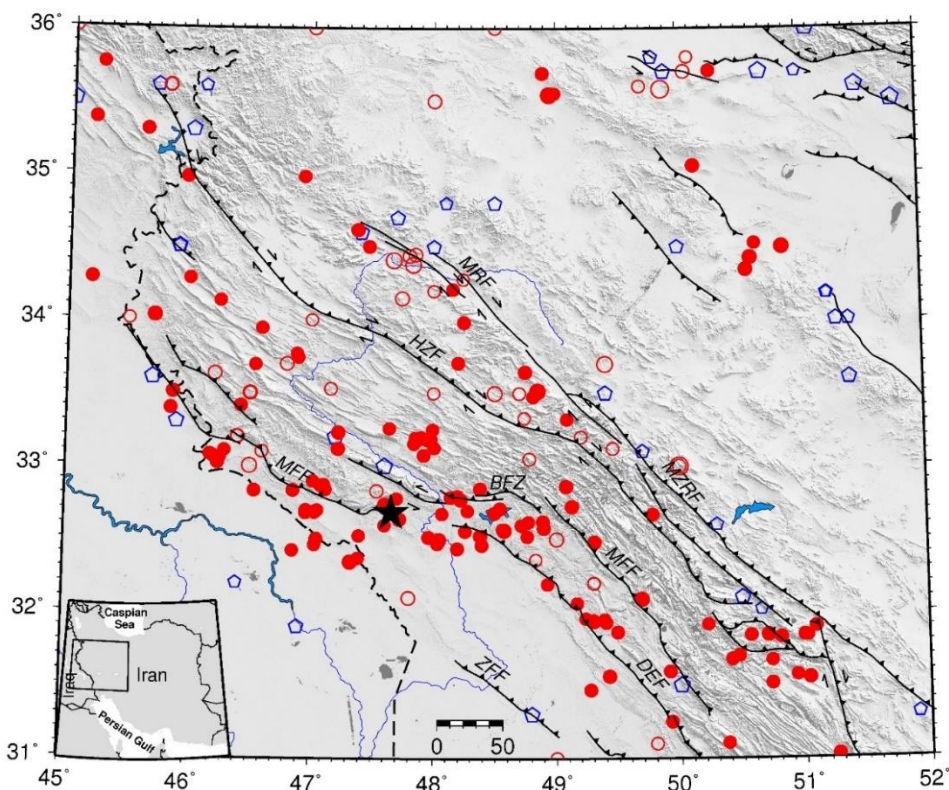 36°
35°
34°
33°
32°
31°
MRF
HZF
MFF
BFZ
MZRF
MFF
DEF
ZFF
Caspian
Sea
Iran
Iraq
Persian Gulf
0 50
45° 46° 47° 48° 49° 50° 51° 52°